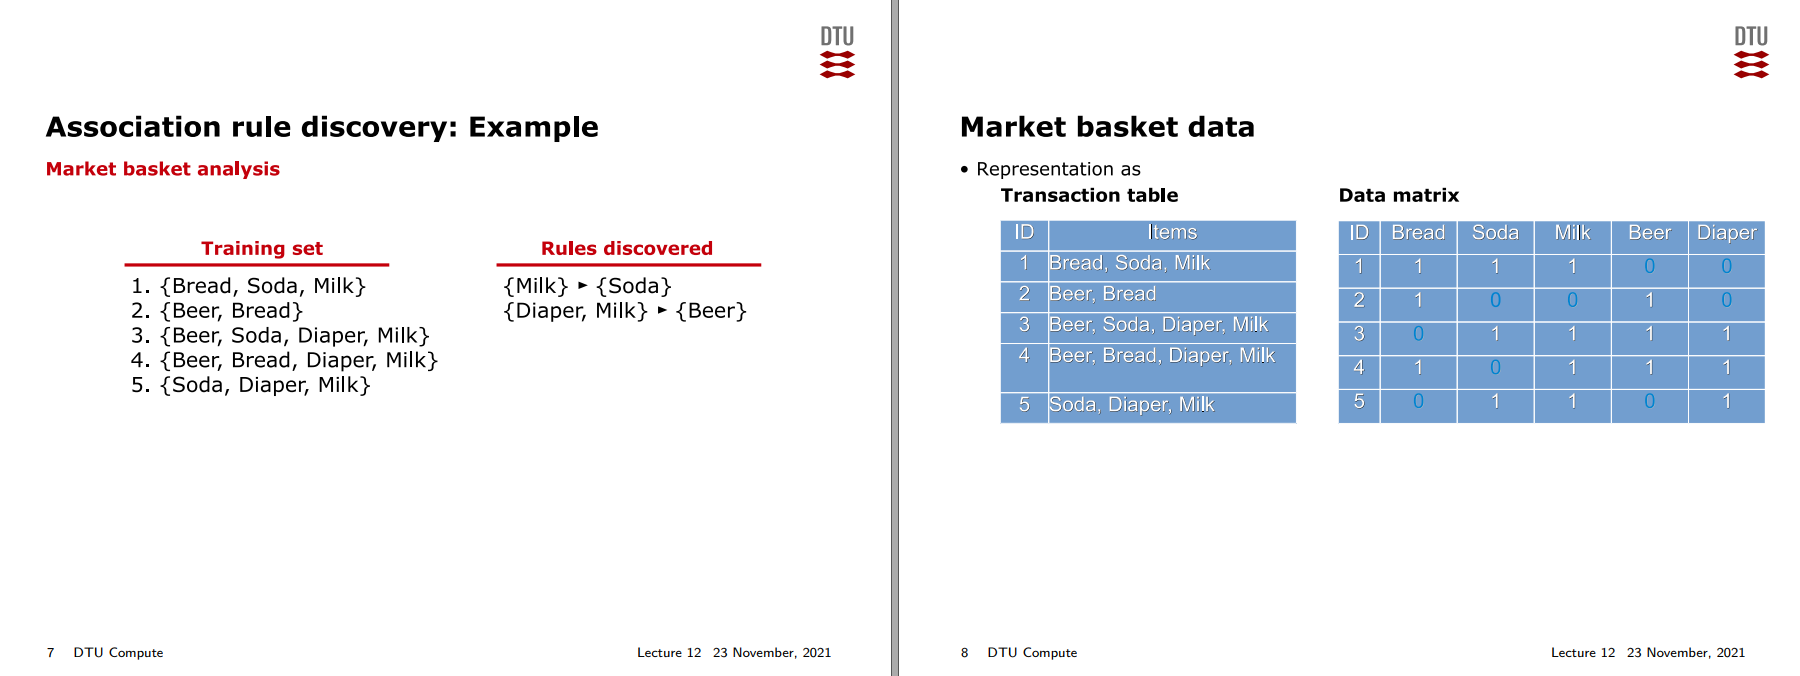 DTU
Association rule discovery: Example
Market basket analysis
Training set
1. {Bread, Soda, Milk}
2. {Beer, Bread}
3. {Beer, Soda, Diaper, Milk}
4. {Beer, Bread, Diaper, Milk}
5. {Soda, Diaper, Milk}
Rules discovered
{Milk} ► {Soda}
{Diaper, Milk} ► {Beer}
7 DTU Compute Lecture 12 23 November, 2021
DTU
Market basket data
• Representation as
Transaction table
ID Items
1 Bread, Soda, Milk
2 Beer, Bread
3 Beer, Soda, Diaper, Milk
4 Beer, Bread, Diaper, Milk
5 Soda, Diaper, Milk
Data matrix
ID Bread Soda Milk Beer Diaper
1 1 1 1 0 0
2 1 0 0 1 0
3 0 1 1 1 1
4 1 0 1 1 1
5 0 1 1 0 1
8 DTU Compute Lecture 12 23 November, 2021